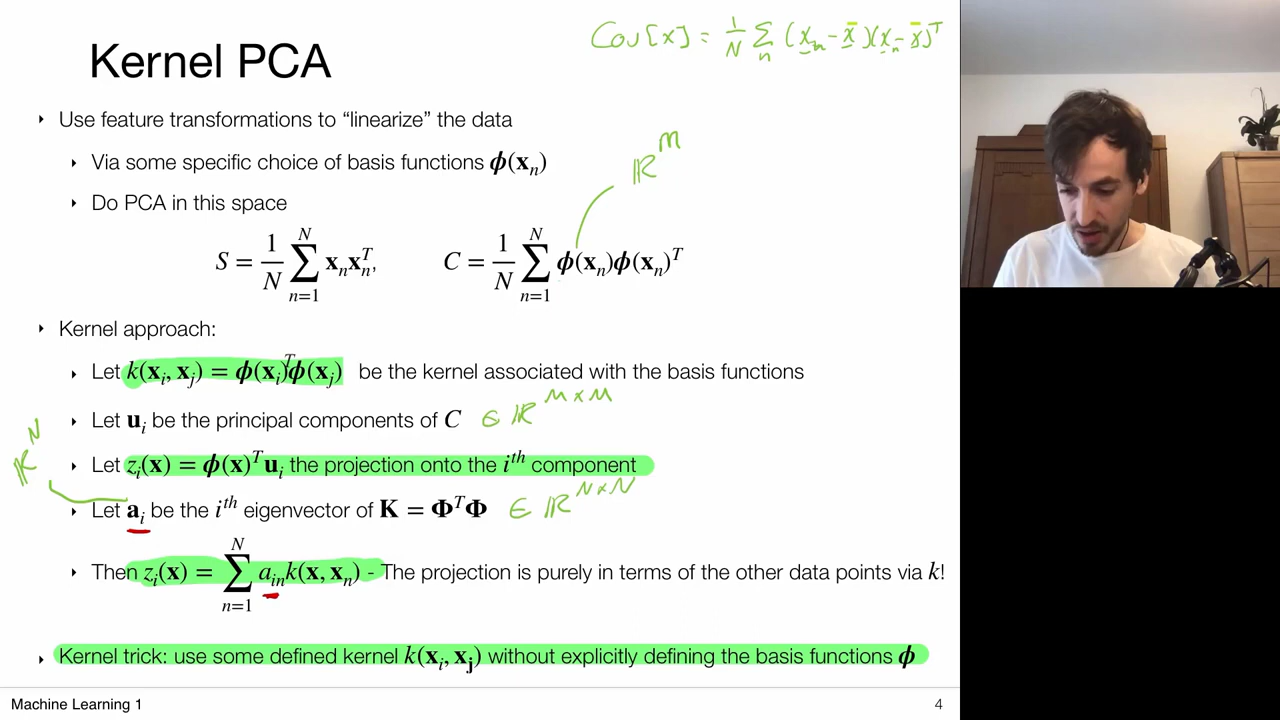 Cov[x] = 1/N Σ_n (x_n - x̄)(x_n - x̄)^T
Kernel PCA
‣ Use feature transformations to “linearize” the data
‣ Via some specific choice of basis functions ϕ(x_n)
ℝ^M
‣ Do PCA in this space
S = 1/N ∑_{n=1}^{N} x_n x_n^T, C = 1/N ∑_{n=1}^{N} ϕ(x_n)ϕ(x_n)^T
‣ Kernel approach:
‣ Let k(x_i, x_j) = ϕ(x_i)^T ϕ(x_j) be the kernel associated with the basis functions
‣ Let u_i be the principal components of C ∈ ℝ^{M×M}
‣ Let z_i(x) = ϕ(x)^T u_i the projection onto the i^{th} component
ℝ^N
‣ Let a_i be the i^{th} eigenvector of K = Φ^TΦ ∈ ℝ^{N×N}
‣ Then z_i(x) = ∑_{n=1}^{N} a_{in}k(x, x_n) - The projection is purely in terms of the other data points via k!
‣ Kernel trick: use some defined kernel k(x_i, x_j) without explicitly defining the basis functions ϕ
Machine Learning 1 4